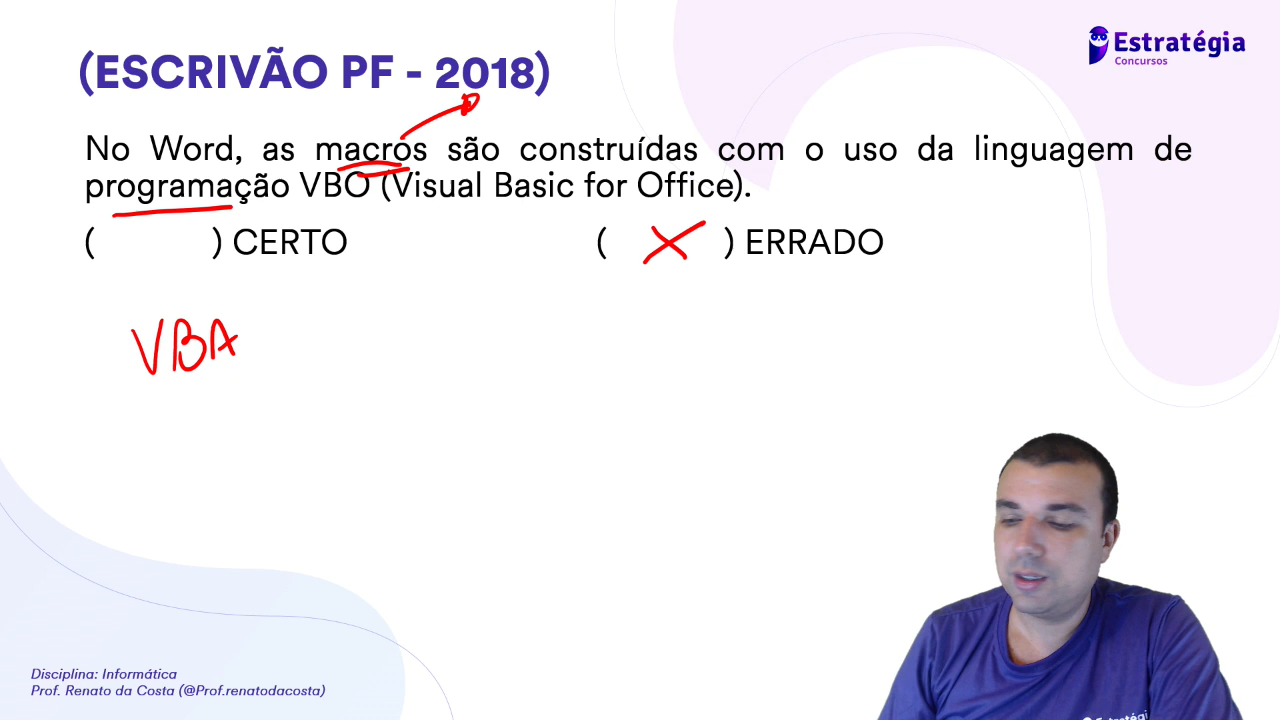 (ESCRIVÃO PF - 2018)
Estratégia
Concursos
No Word, as macros são construídas com o uso da linguagem de
programação VBO (Visual Basic for Office).
( ) CERTO ( X ) ERRADO
VBA
Disciplina: Informática
Prof. Renato da Costa (@Prof.renatodacosta)
Estratégi